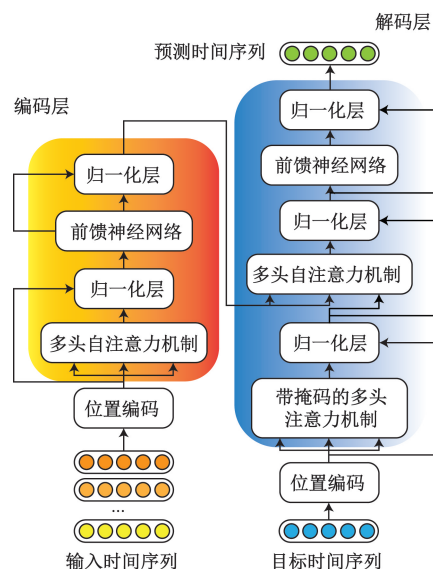 解码层
预测时间序列
归一化层
前馈神经网络
归一化层
多头自注意力机制
归一化层
带掩码的多头
注意力机制
位置编码
目标时间序列
编码层
归一化层
前馈神经网络
归一化层
多头自注意力机制
位置编码
...
输入时间序列